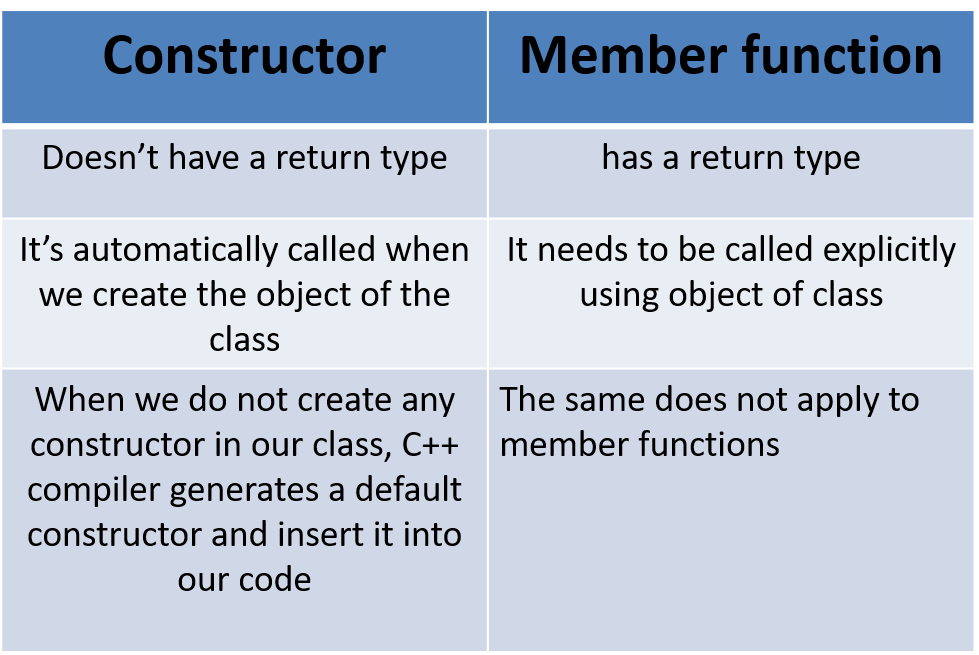 Constructor
Member function
Doesn’t have a return type
has a return type
It’s automatically called when
we create the object of the
class
It needs to be called explicitly
using object of class
When we do not create any
constructor in our class, C++
compiler generates a default
constructor and insert it into
our code
The same does not apply to
member functions